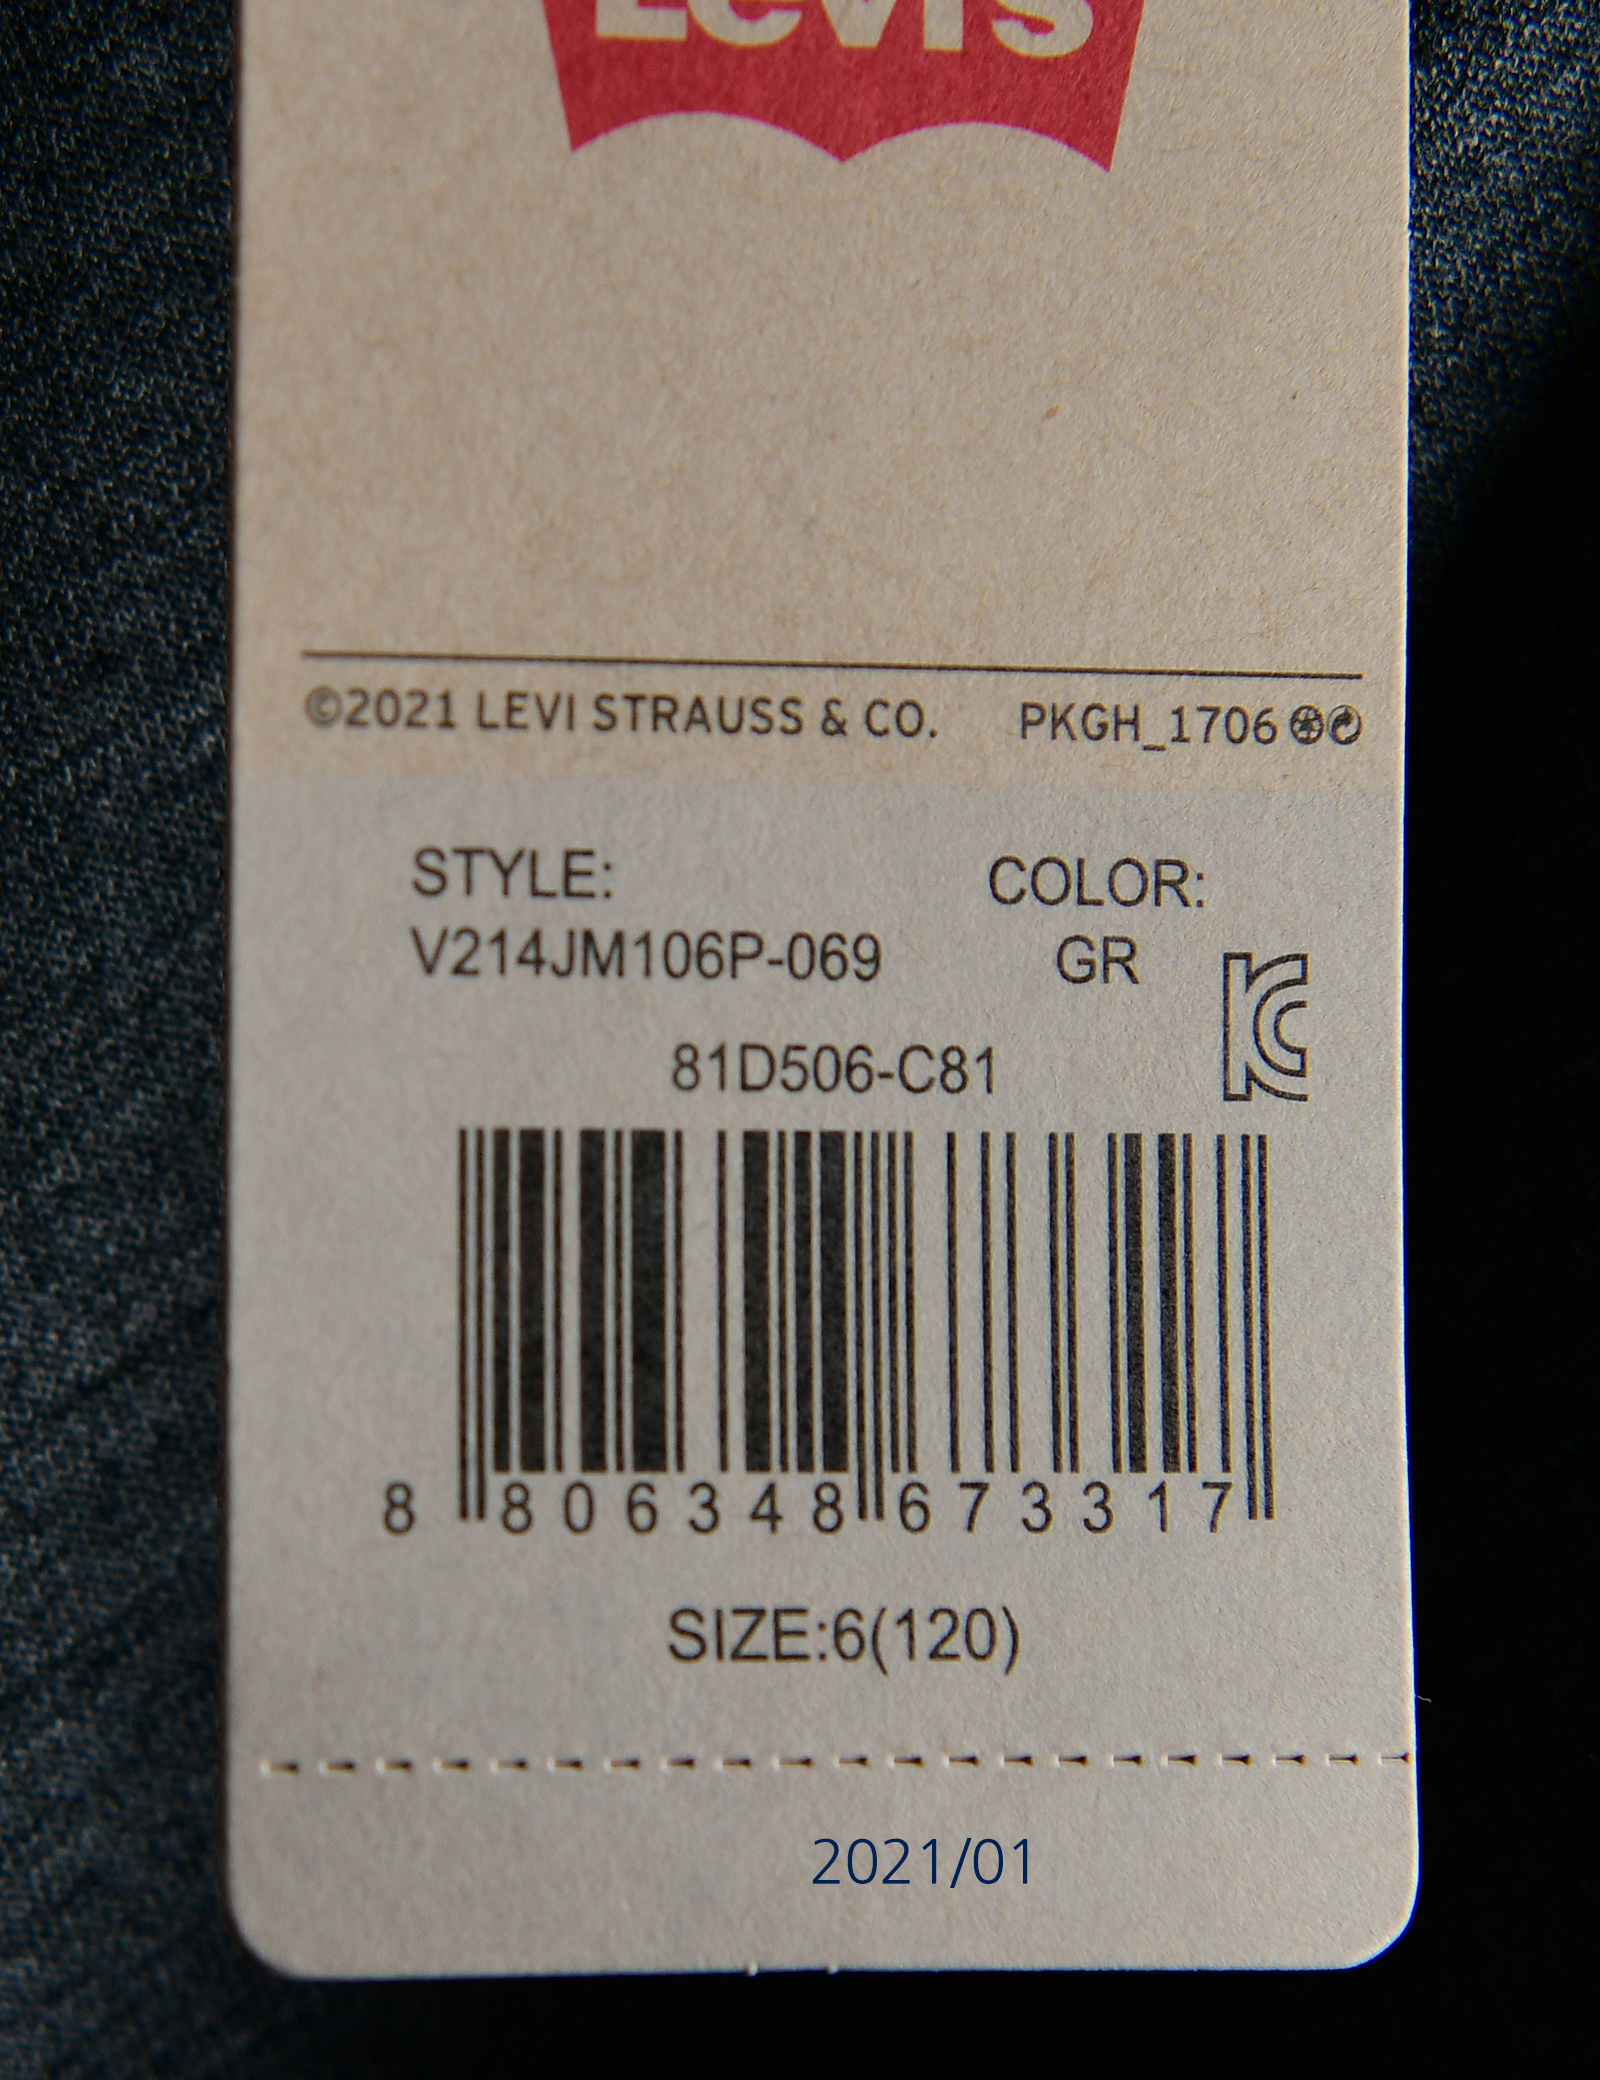 Levi's
©2021 LEVI STRAUSS & CO. PKGH_1706
STYLE: COLOR:
V214JM106P-069 GR
81D506-C81
8 806348 673317
SIZE:6(120)
2021/01